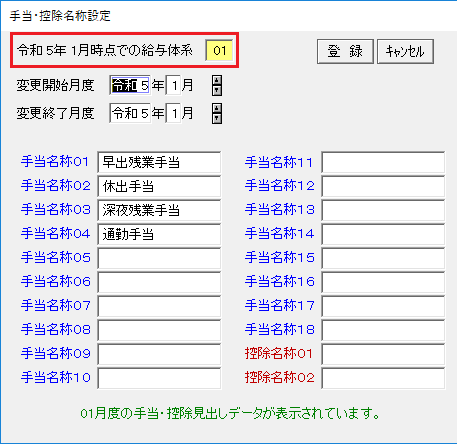 手当・控除名称設定
令和 5年 1月時点での給与体系 01
登 録 ｷｬﾝｾﾙ
変更開始月度 令和 5 年 1 月
変更終了月度 令和 5 年 1 月
手当名称01 早出残業手当
手当名称02 休出手当
手当名称03 深夜残業手当
手当名称04 通勤手当
手当名称05
手当名称06
手当名称07
手当名称08
手当名称09
手当名称10
手当名称11
手当名称12
手当名称13
手当名称14
手当名称15
手当名称16
手当名称17
手当名称18
控除名称01
控除名称02
01月度の手当・控除見出しデータが表示されています。